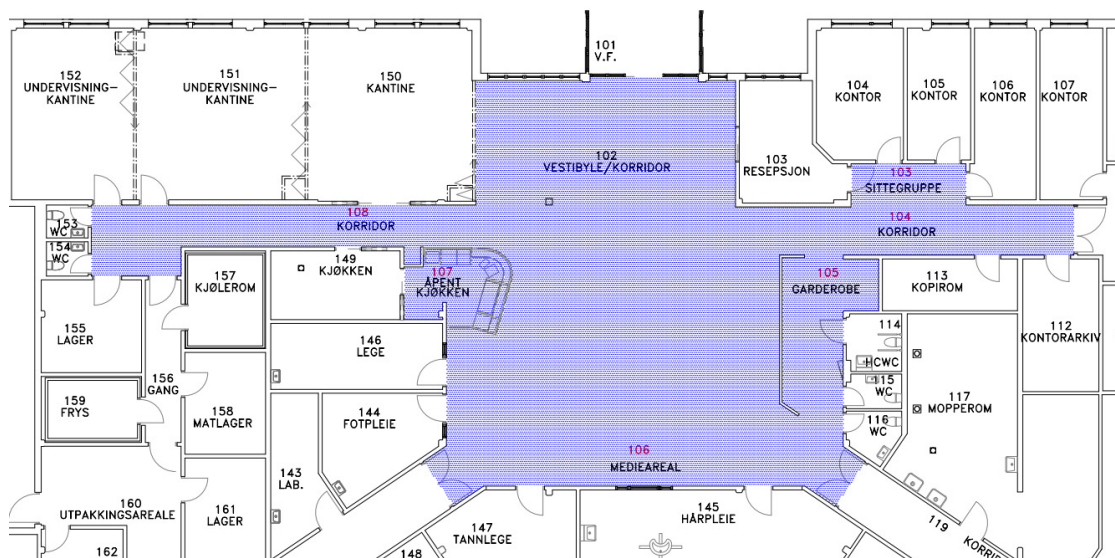 101
V.F.
152
UNDERVISNING-
KANTINE
151
UNDERVISNING-
KANTINE
150
KANTINE
104
KONTOR
105
KONTOR
106
KONTOR
107
KONTOR
102
VESTIBYLE/KORRIDOR
103
RESEPSJON
103
SITTEGRUPPE
108
KORRIDOR
104
KORRIDOR
153
WC
154
WC
157
KJØLEROM
149
KJØKKEN
107
ÅPENT
KJØKKEN
105
GARDEROBE
113
KOPIROM
155
LAGER
146
LEGE
114
HCWC
112
KONTORARKIV
156
GANG
159
FRYS
158
MATLAGER
144
FOTPLEIE
115
WC
117
MOPPEROM
116
WC
106
MEDIEAREAL
143
LAB.
160
UTPAKKINGSAREALE
161
LAGER
147
TANNLEGE
145
HÅRPLEIE
119
KORRI
162
148